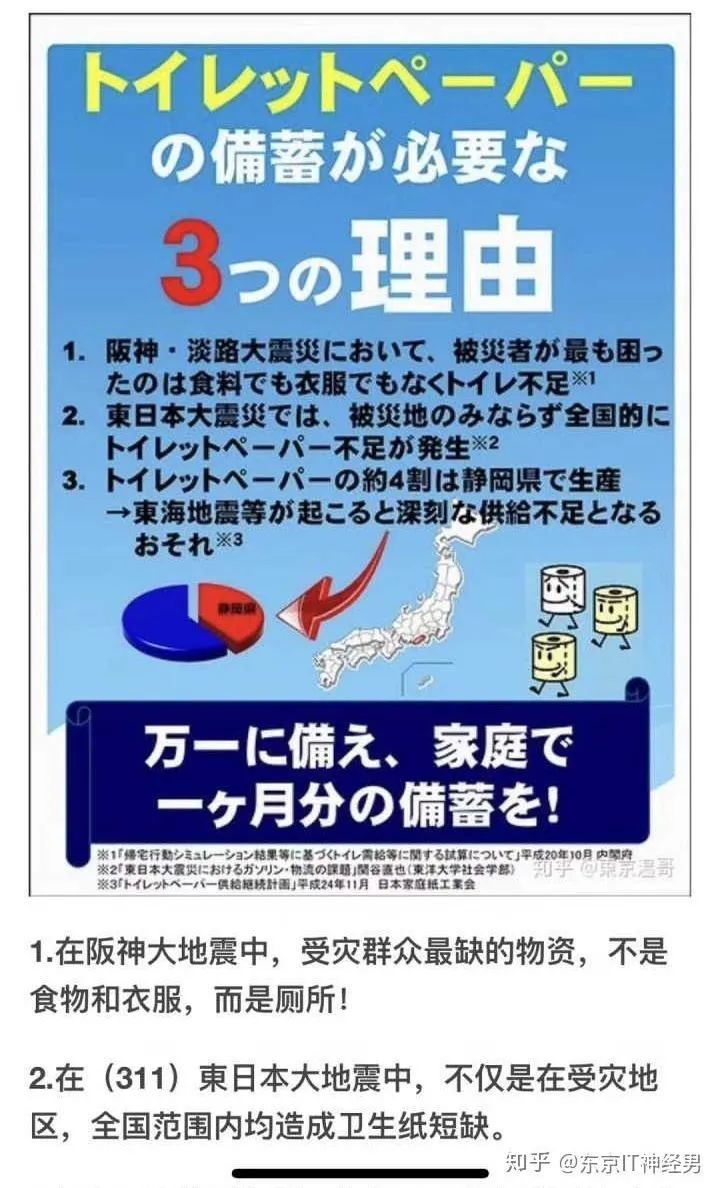 トイレットペーパー
の備蓄が必要な
3つの理由
1. 阪神・淡路大震災において、被災者が最も困っ
たのは食料でも衣服でもなくトイレ不足※1
2. 東日本大震災では、被災地のみならず全国的に
トイレットペーパー不足が発生※2
3. トイレットペーパーの約4割は静岡県で生産
→東海地震等が起こると深刻な供給不足となる
おそれ※3
静岡県
万一に備え、家庭で
一ヶ月分の備蓄を!
※1「帰宅行動シミュレーション結果等に基づくトイレ需給等に関する試算について」平成20年10月 内閣府
※2「東日本大震災におけるガソリン・物流の課題」関谷直也(東洋大学社会学部)
※3「トイレットペーパー供給継続計画」平成24年11月 日本家庭紙工業会
知乎 @東京温哥
1.在阪神大地震中，受灾群众最缺的物资，不是
食物和衣服，而是厕所！
2.在（311）東日本大地震中，不仅是在受灾地
区，全国范围内均造成卫生纸短缺。
知乎 @东京IT神经男